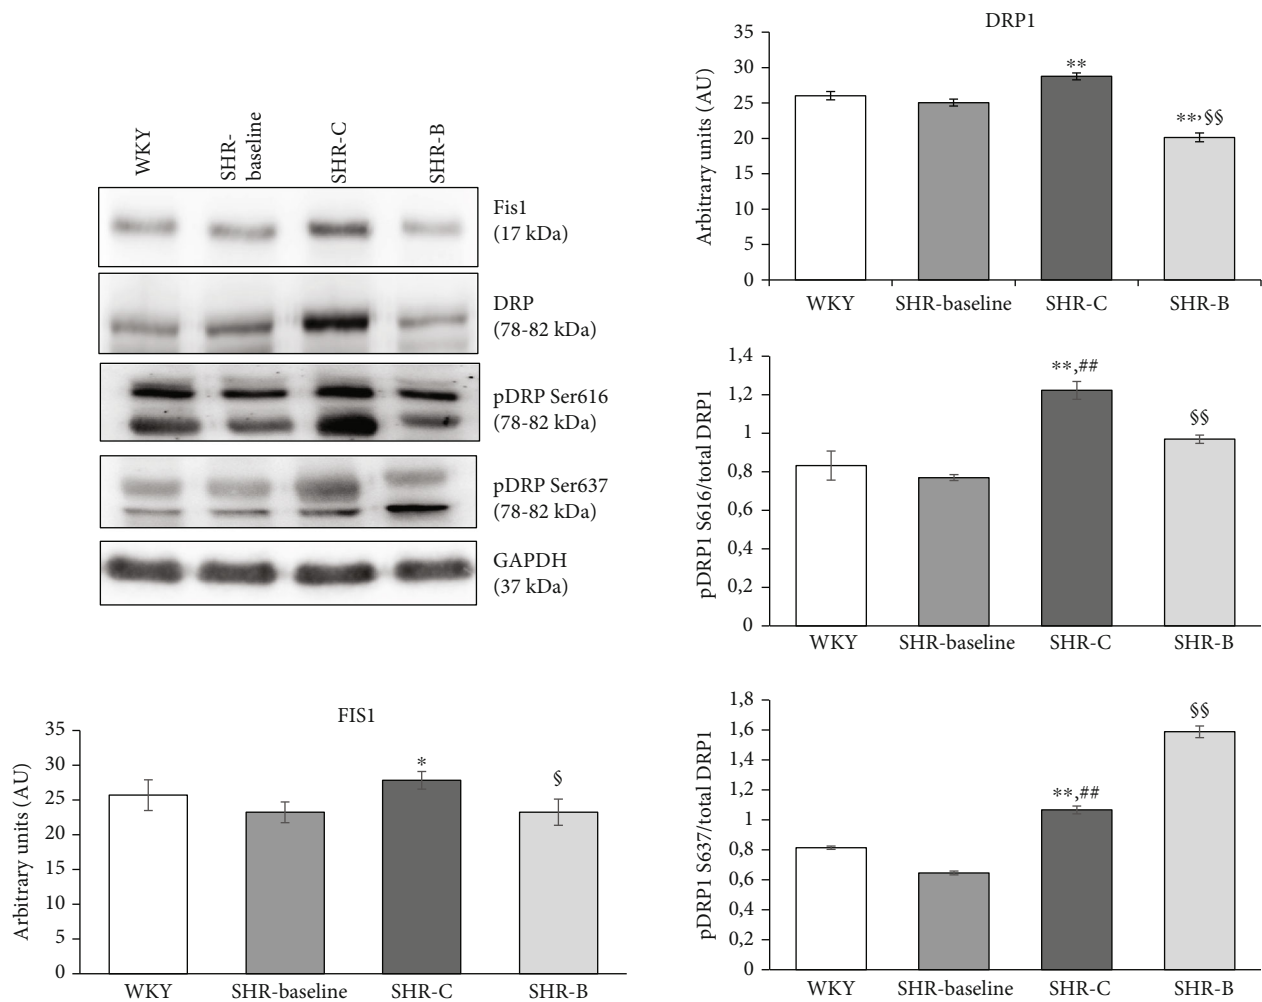 WKY
SHR-
baseline
SHR-C
SHR-B
Fis1
(17 kDa)
DRP
(78-82 kDa)
pDRP Ser616
(78-82 kDa)
pDRP Ser637
(78-82 kDa)
GAPDH
(37 kDa)
DRP1
Arbitrary units (AU)
35
30
25
20
15
10
5
0
**
**,§§
WKY
SHR-baseline
SHR-C
SHR-B
pDRP1 S616/total DRP1
1,4
1,2
1
0,8
0,6
0,4
0,2
0
**,##
§§
WKY
SHR-baseline
SHR-C
SHR-B
FIS1
Arbitrary units (AU)
35
30
25
20
15
10
5
0
*
§
WKY
SHR-baseline
SHR-C
SHR-B
pDRP1 S637/total DRP1
1,8
1,6
1,4
1,2
1
0,8
0,6
0,4
0,2
0
**,##
§§
WKY
SHR-baseline
SHR-C
SHR-B